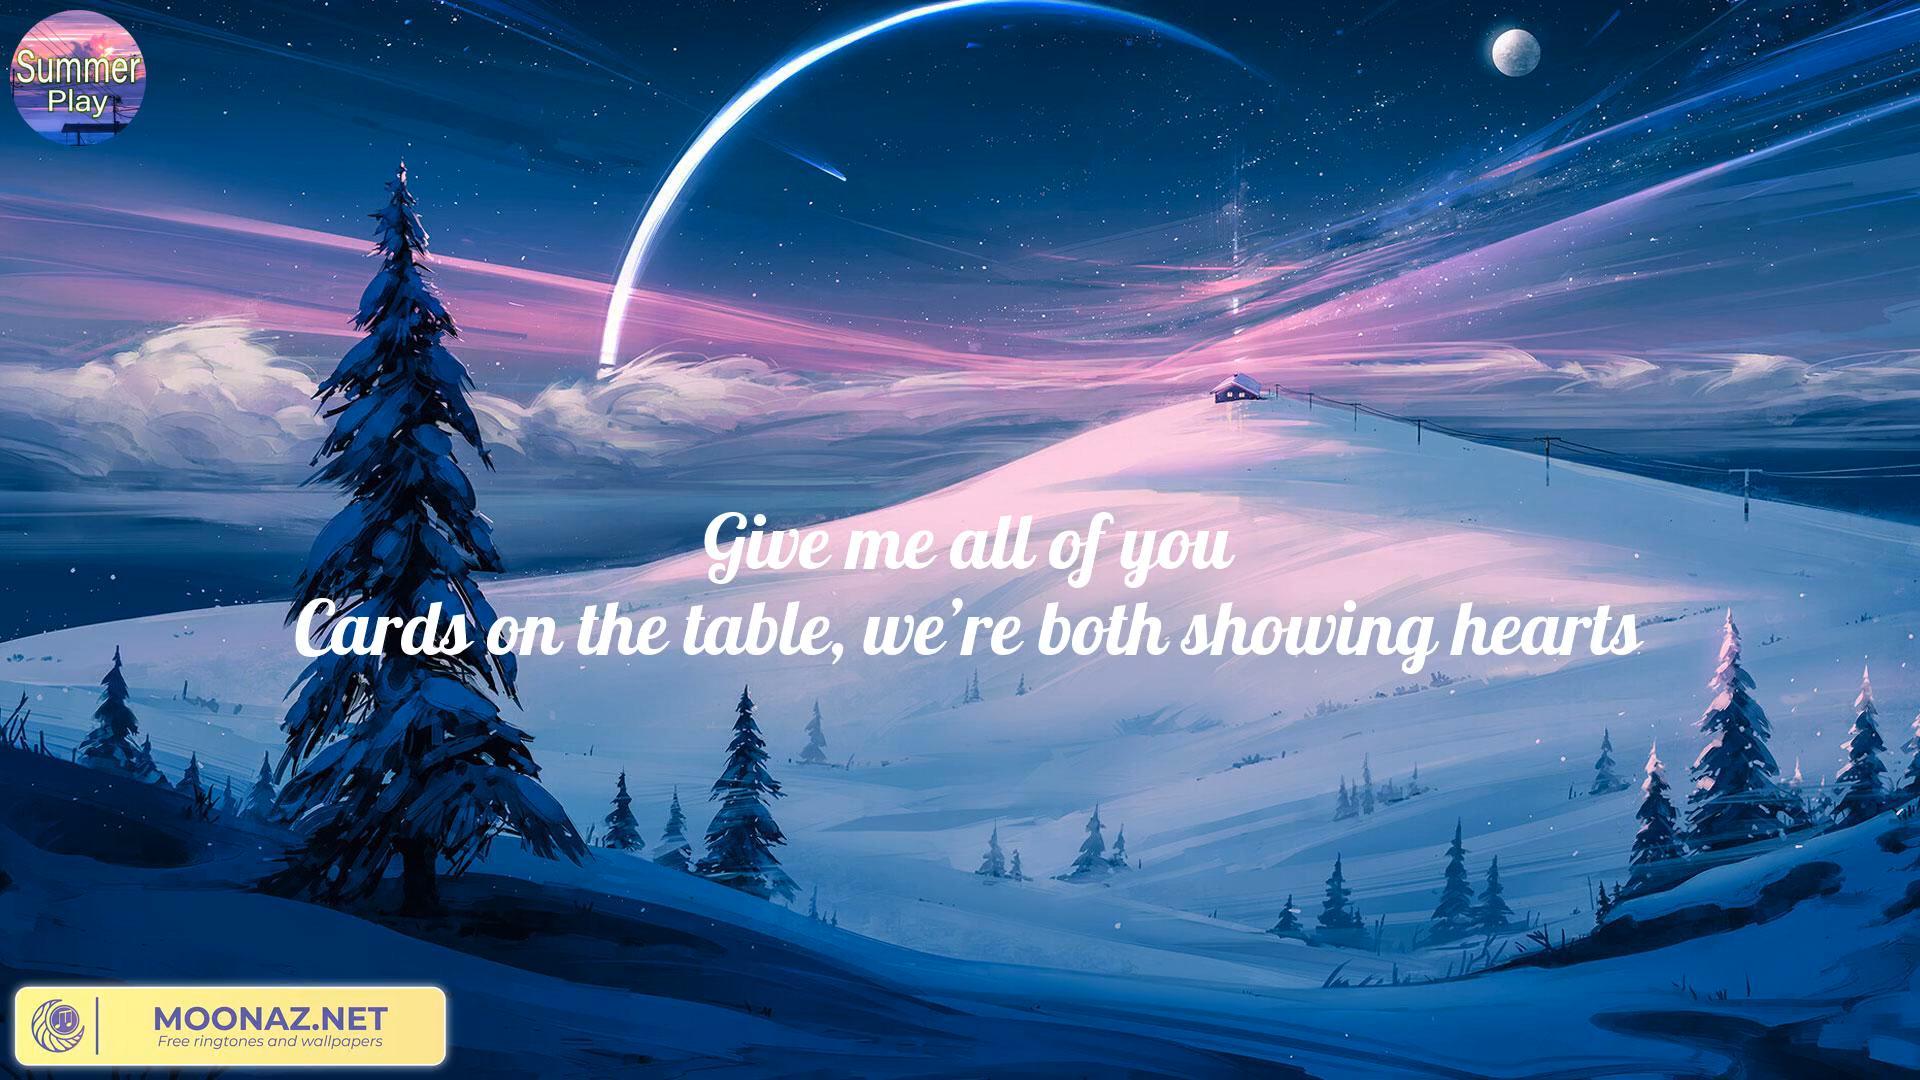 Summer
Play
Give me all of you
Cards on the table, we're both showing hearts
MOONAZ.NET
Free ringtones and wallpapers